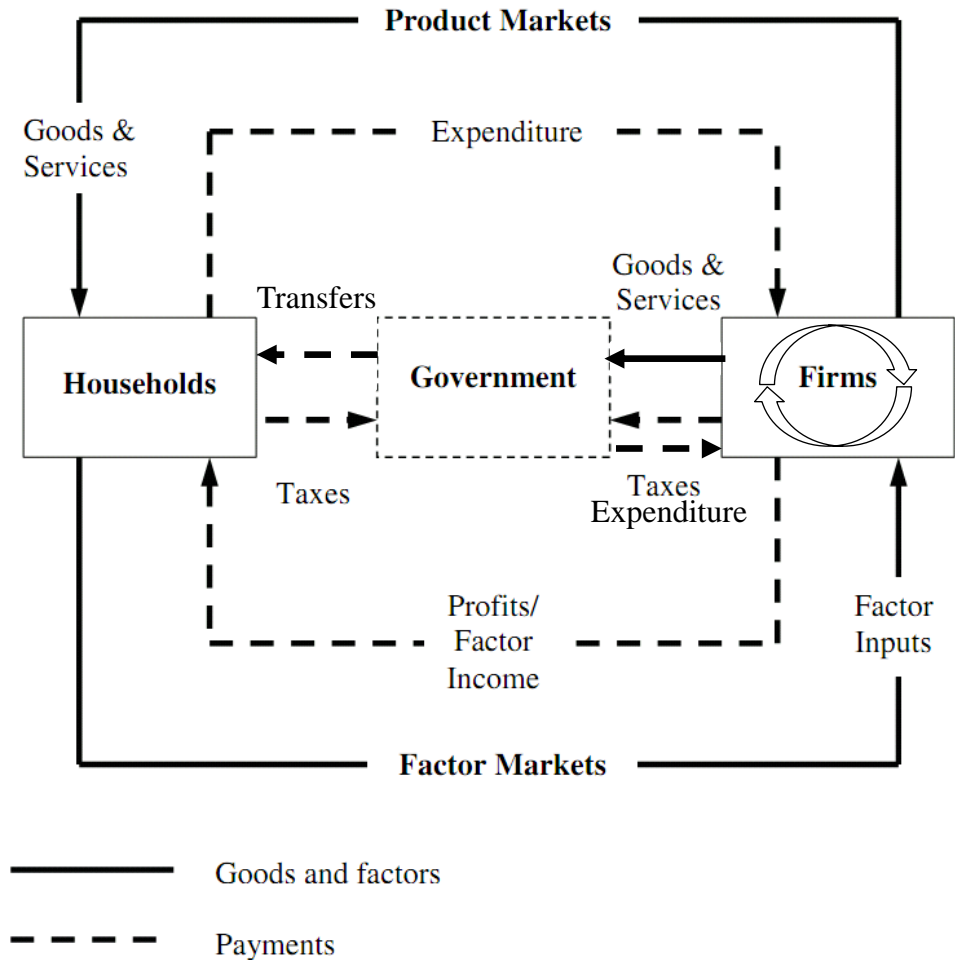 Product Markets
Goods &
Services
Expenditure
Goods &
Services
Transfers
Households
Government
Firms
Taxes
Taxes
Expenditure
Profits/
Factor
Income
Factor
Inputs
Factor Markets
Goods and factors
Payments